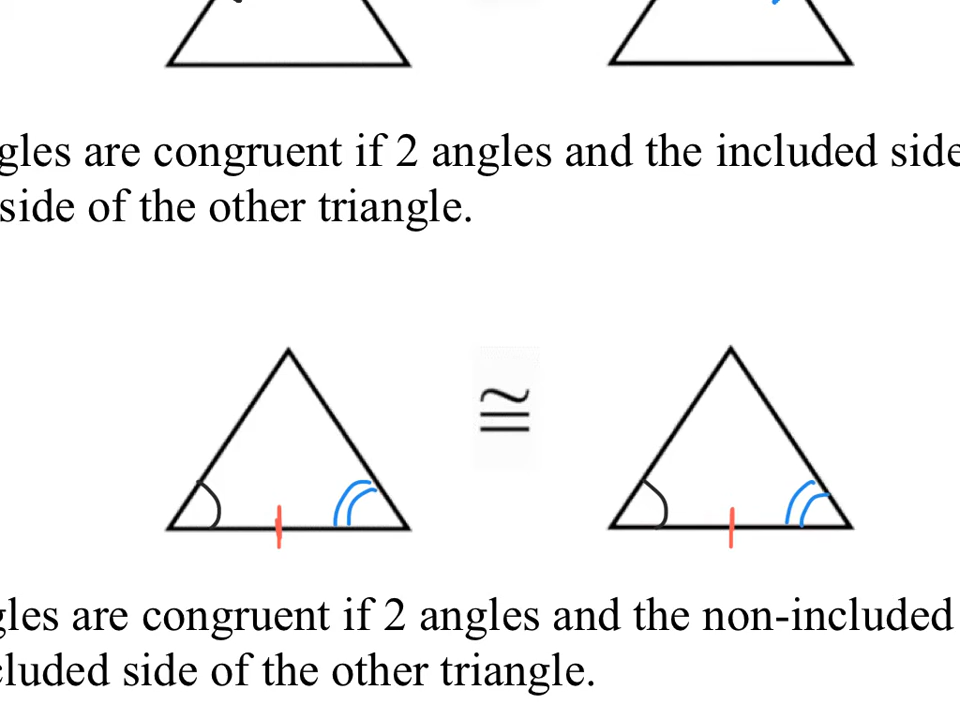 gles are congruent if 2 angles and the included side
side of the other triangle.
≅
gles are congruent if 2 angles and the non-included
cluded side of the other triangle.